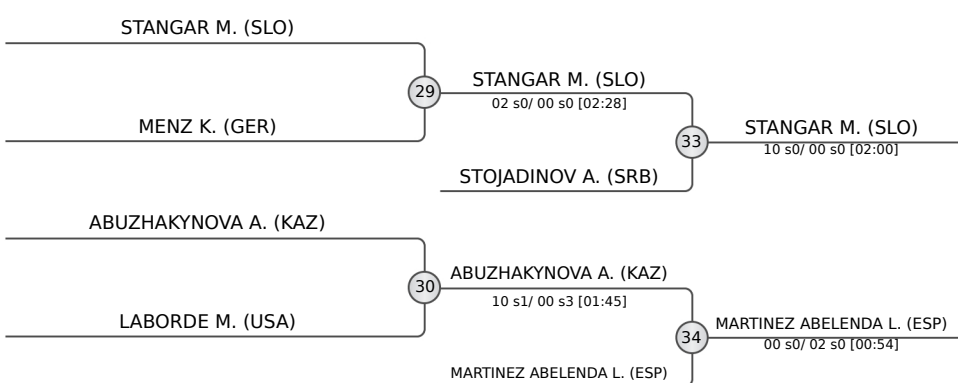 STANGAR M. (SLO)
29
STANGAR M. (SLO)
02 s0/ 00 s0 [02:28]
MENZ K. (GER)
33
STANGAR M. (SLO)
10 s0/ 00 s0 [02:00]
STOJADINOV A. (SRB)
ABUZHAKYNOVA A. (KAZ)
30
ABUZHAKYNOVA A. (KAZ)
10 s1/ 00 s3 [01:45]
LABORDE M. (USA)
34
MARTINEZ ABELENDA L. (ESP)
00 s0/ 02 s0 [00:54]
MARTINEZ ABELENDA L. (ESP)